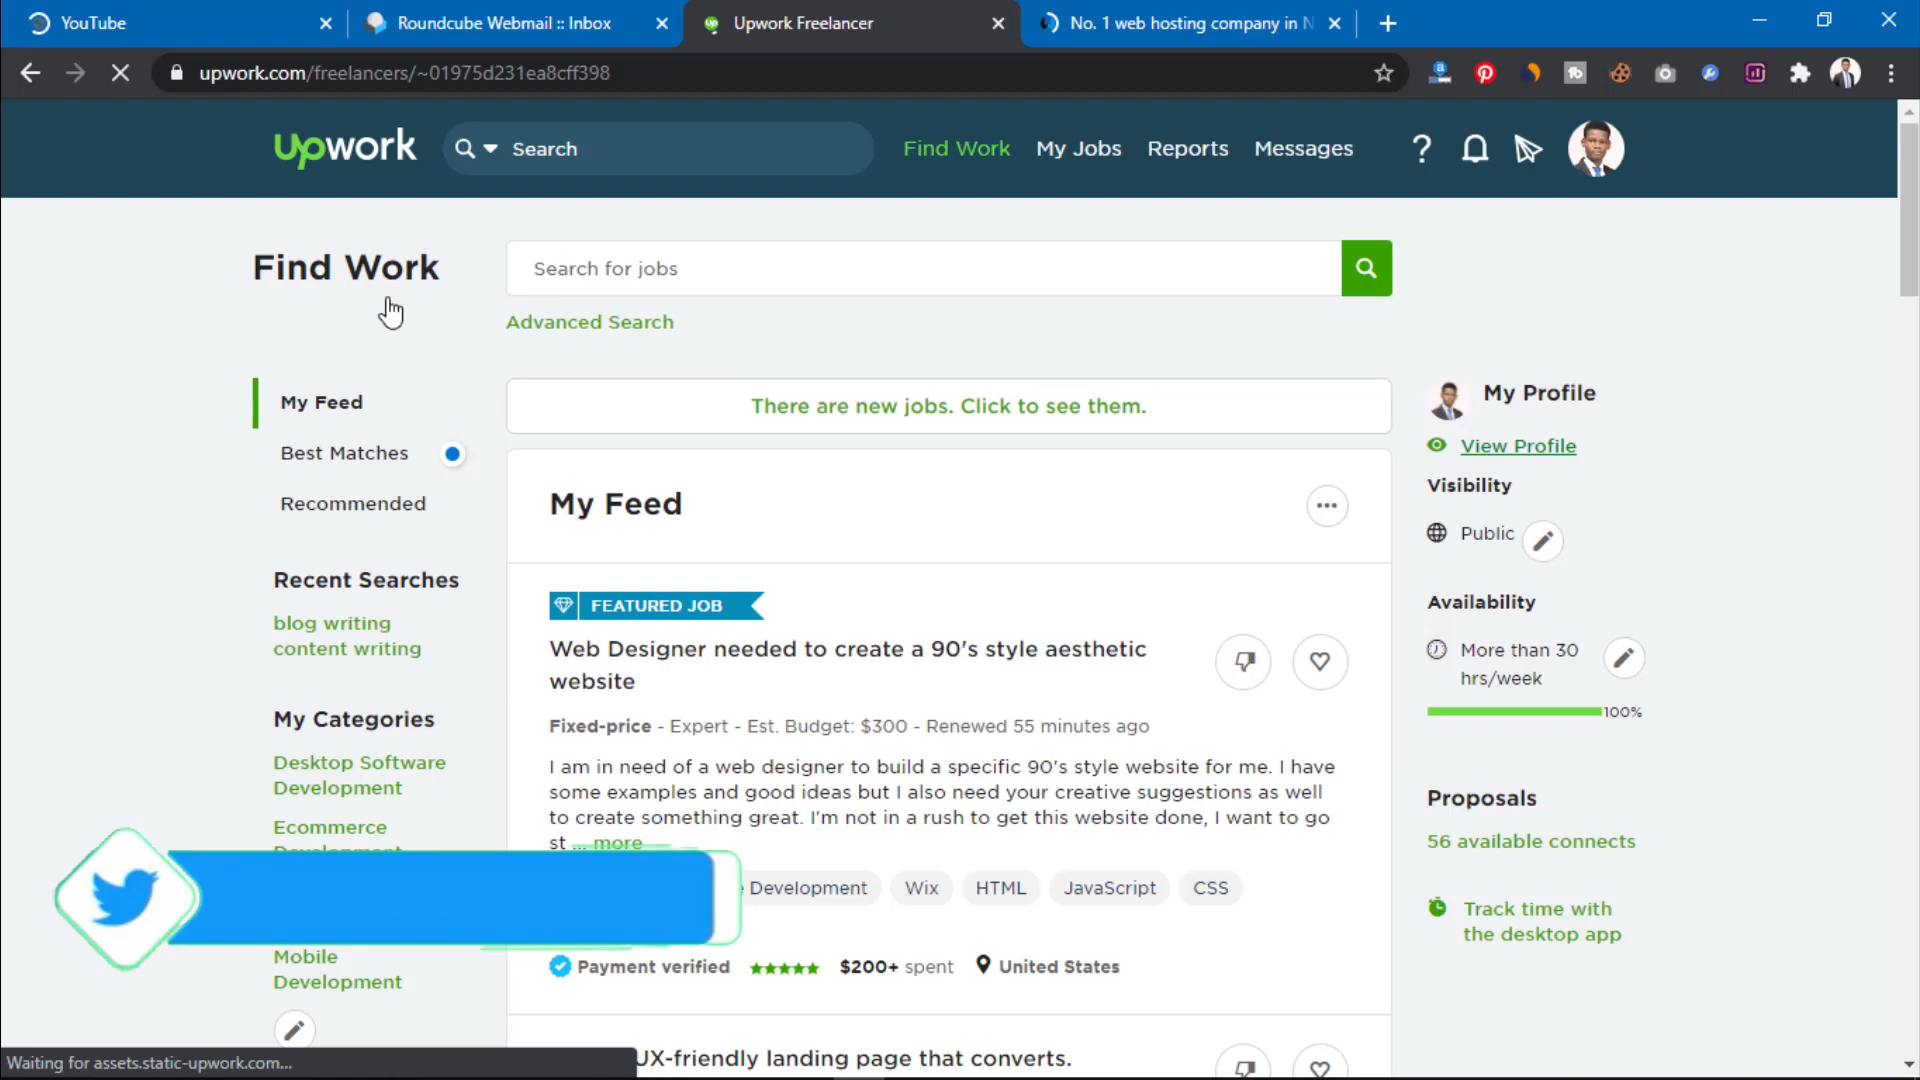 YouTube
Roundcube Webmail :: Inbox
Upwork Freelancer
No. 1 web hosting company in N
upwork.com/freelancers/~01975d231ea8cff398
upwork
Search
Find Work
My Jobs
Reports
Messages
Find Work
Search for jobs
Advanced Search
My Feed
Best Matches
Recommended
There are new jobs. Click to see them.
My Profile
View Profile
Visibility
Public
Availability
More than 30
hrs/week
100%
Proposals
56 available connects
Track time with
the desktop app
Recent Searches
blog writing
content writing
My Categories
Desktop Software
Development
Ecommerce
Mobile
Development
My Feed
FEATURED JOB
Web Designer needed to create a 90's style aesthetic
website
Fixed-price - Expert - Est. Budget: $300 - Renewed 55 minutes ago
I am in need of a web designer to build a specific 90's style website for me. I have
some examples and good ideas but I also need your creative suggestions as well
to create something great. I'm not in a rush to get this website done, I want to go
st ... more
Development
Wix
HTML
JavaScript
CSS
Payment verified
$200+ spent
United States
UX-friendly landing page that converts.
Waiting for assets.static-upwork.com...